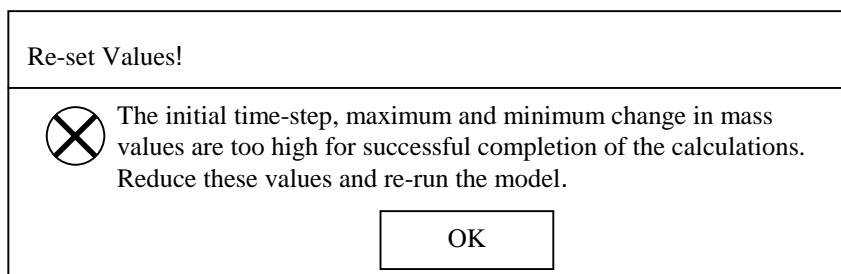 Re-set Values!
The initial time-step, maximum and minimum change in mass
values are too high for successful completion of the calculations.
Reduce these values and re-run the model.
OK